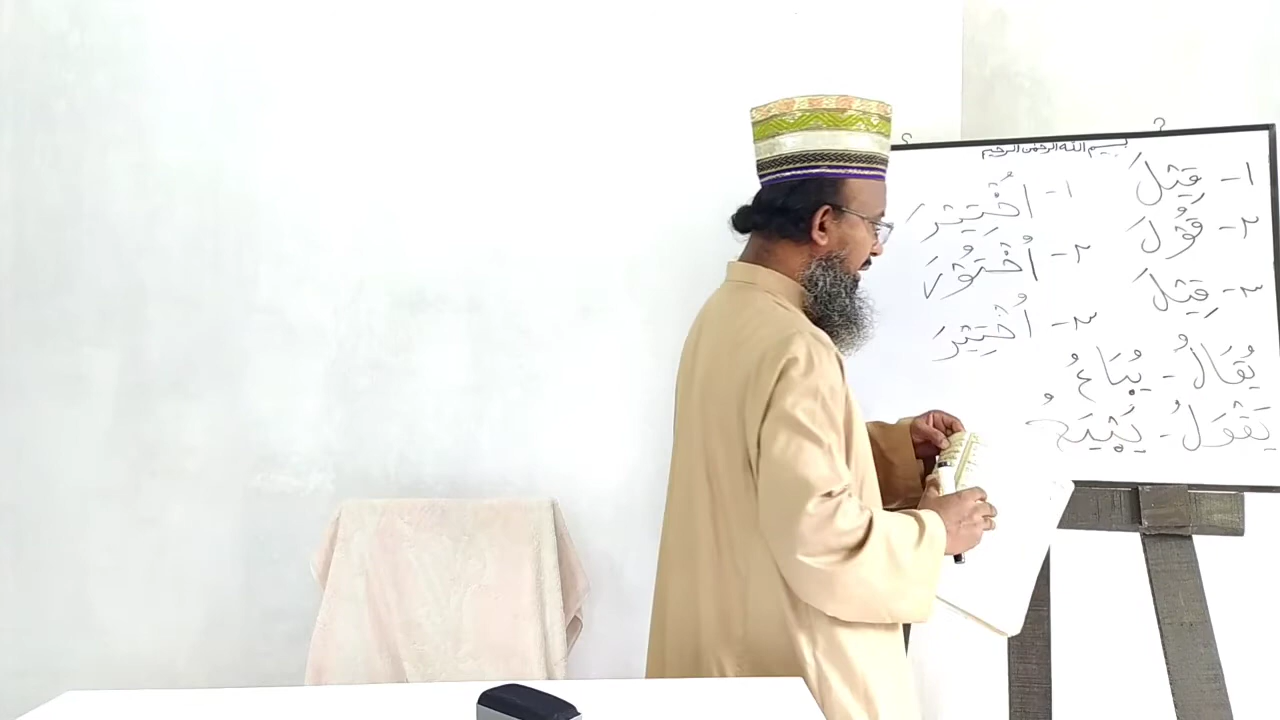 بسم الله الرحمن الرحيم
١- قِيْلَ
٢- قُوْلَ
٣- قِيْلَ
١- اُخْتِيْرَ
٢- اُخْتُوْرَ
٣- اُخْتِيْرَ
يُقَالُ - يُبَاعُ
يَقْوَلُ - يَبْيَعُ